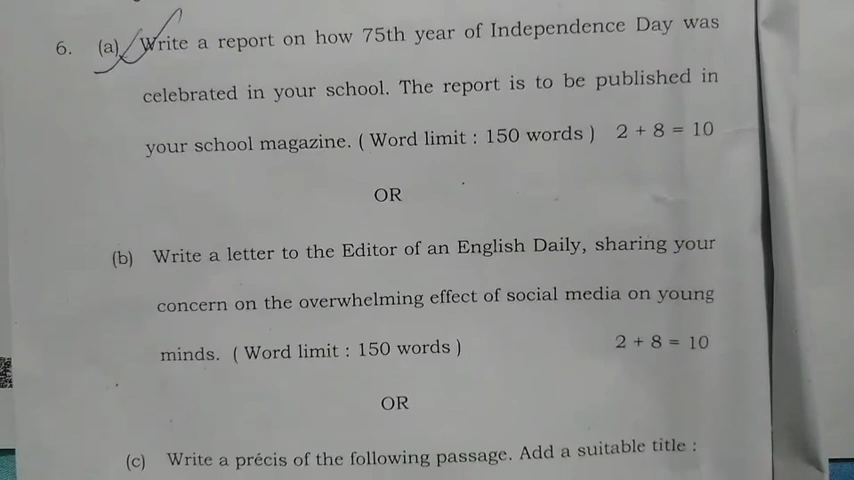 6. (a) Write a report on how 75th year of Independence Day was
celebrated in your school. The report is to be published in
your school magazine. ( Word limit : 150 words ) 2 + 8 = 10
OR
(b) Write a letter to the Editor of an English Daily, sharing your
concern on the overwhelming effect of social media on young
minds. ( Word limit : 150 words ) 2 + 8 = 10
OR
(c) Write a précis of the following passage. Add a suitable title :